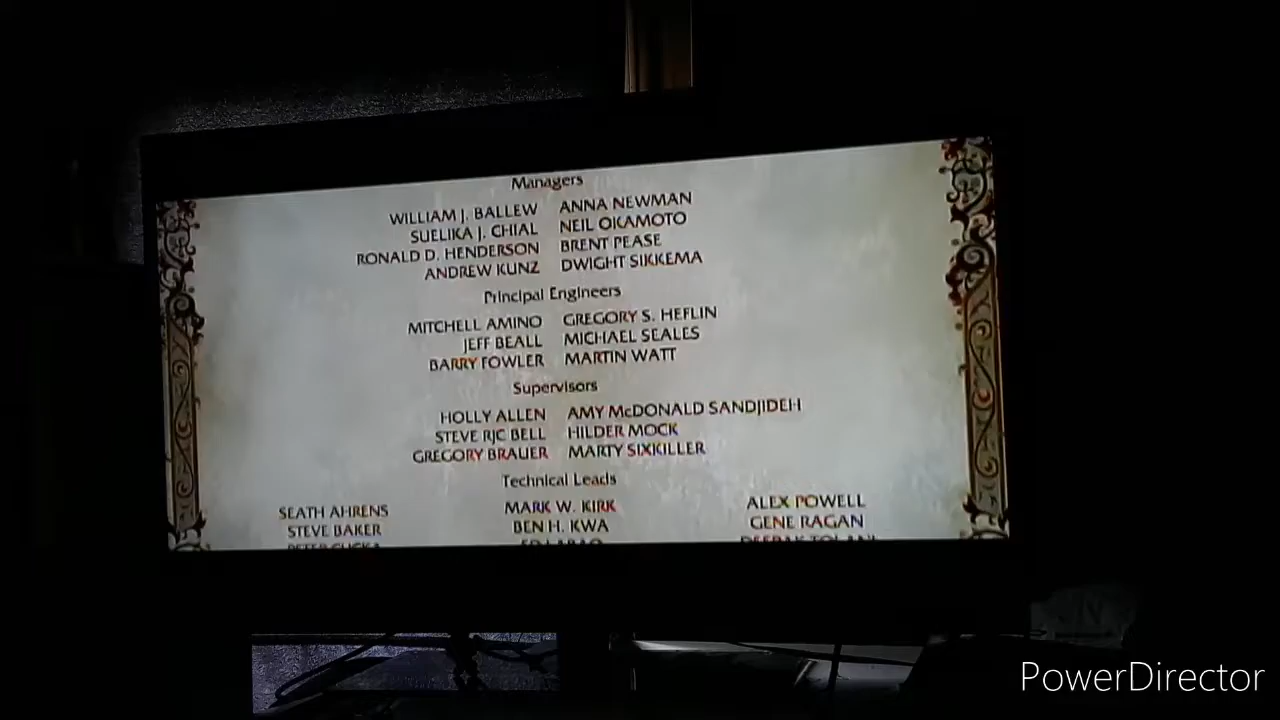 Managers
WILLIAM J. BALLEW ANNA NEWMAN
SUELIKA J. CHIAL NEIL OKAMOTO
RONALD D. HENDERSON BRENT PEASE
ANDREW KUNZ DWIGHT SIKKEMA
Principal Engineers
MITCHELL AMINO GREGORY S. HEFLIN
JEFF BEALL MICHAEL SEALES
BARRY FOWLER MARTIN WATT
Supervisors
HOLLY ALLEN AMY McDONALD SANDJIDEH
STEVE RJC BELL HILDER MOCK
GREGORY BRAUER MARTY SIXKILLER
Technical Leads
SEATH AHRENS MARK W. KIRK ALEX POWELL
STEVE BAKER BEN H. KWA GENE RAGAN
PowerDirector